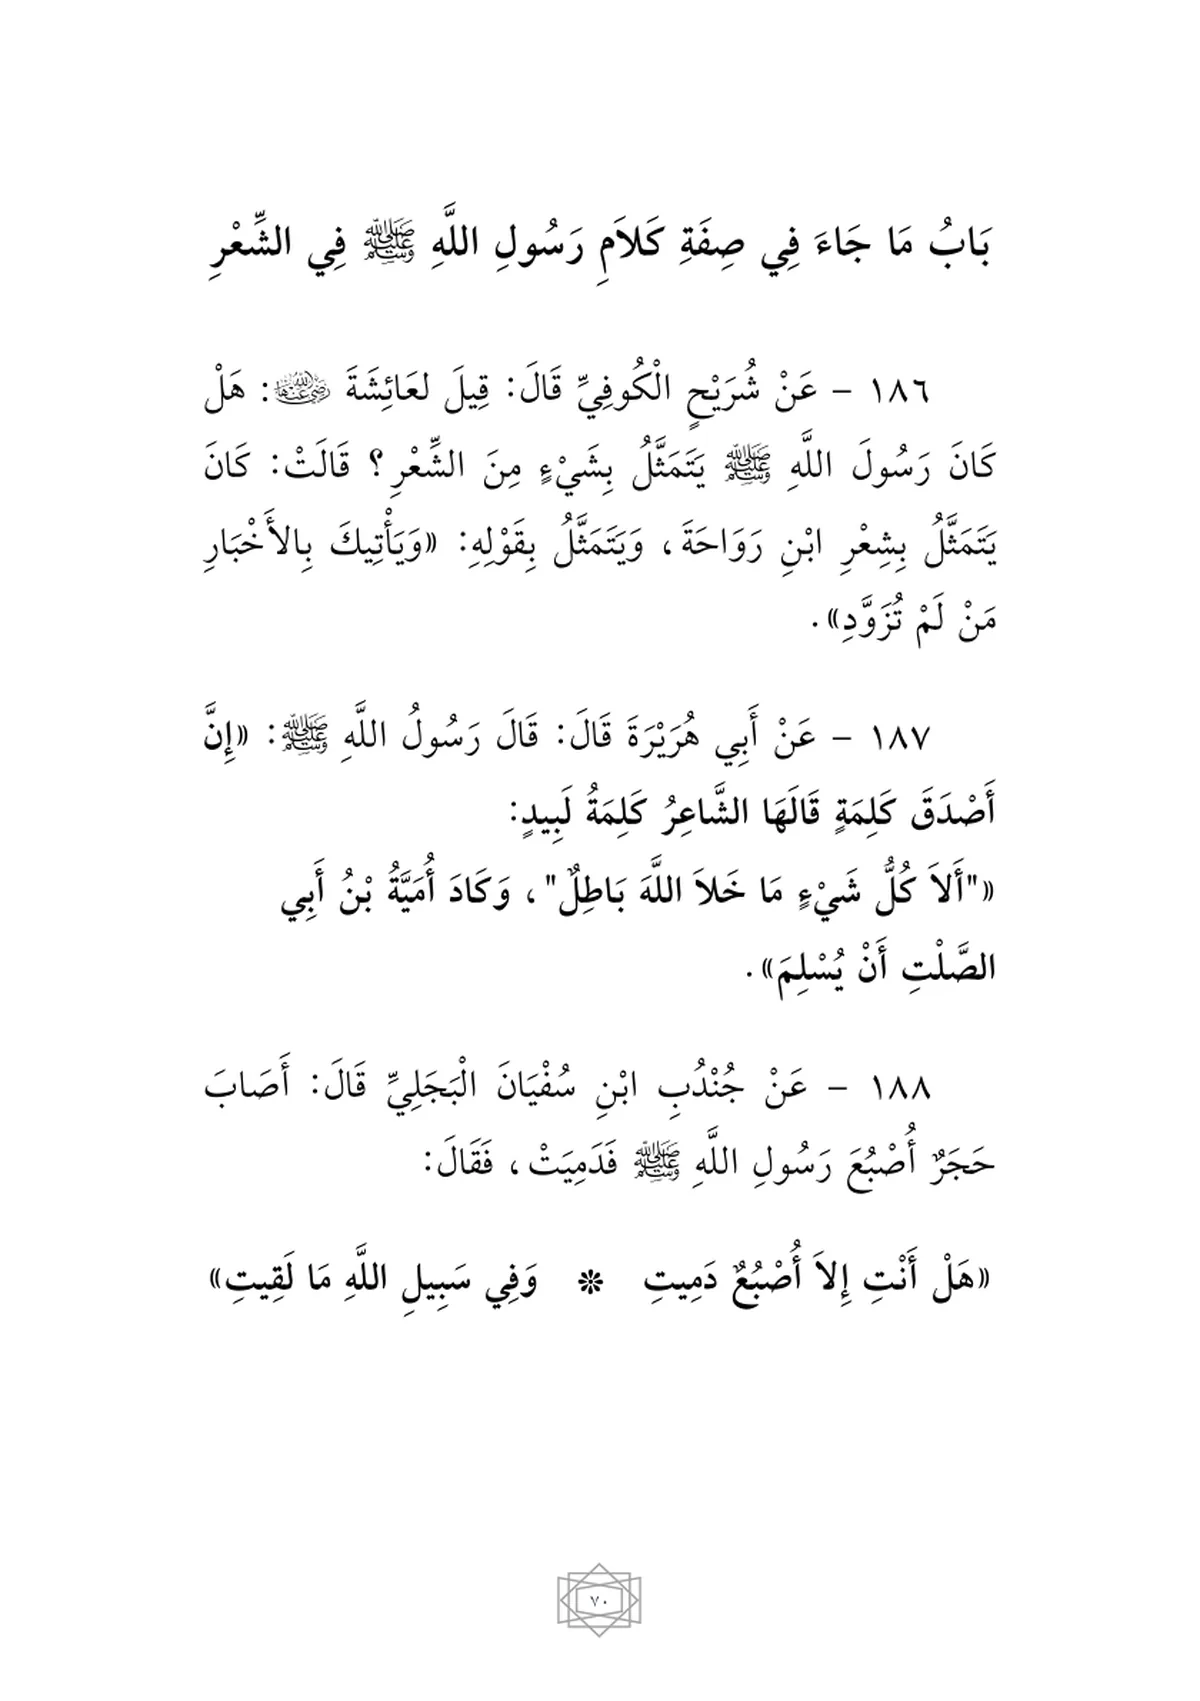 بَابُ مَا جَاءَ فِي صِفَةِ كَلاَمِ رَسُولِ اللَّهِ ﷺ فِي الشِّعْرِ
١٨٦ – عَنْ شُرَيْحٍ الْكُوفِيِّ قَالَ: قِيلَ لعَائِشَةَ رضي الله عنها: هَلْ
كَانَ رَسُولَ اللَّهِ ﷺ يَتَمَثَّلُ بِشَيْءٍ مِنَ الشِّعْرِ؟ قَالَتْ: كَانَ
يَتَمَثَّلُ بِشِعْرِ ابْنِ رَوَاحَةَ، وَيَتَمَثَّلُ بِقَوْلِهِ: «وَيَأْتِيكَ بِالأَخْبَارِ
مَنْ لَمْ تُزَوَّدِ».
١٨٧ – عَنْ أَبِي هُرَيْرَةَ قَالَ: قَالَ رَسُولُ اللَّهِ ﷺ: «إِنَّ
أَصْدَقَ كَلِمَةٍ قَالَهَا الشَّاعِرُ كَلِمَةُ لَبِيدٍ:
«"أَلاَ كُلُّ شَيْءٍ مَا خَلاَ اللَّهَ بَاطِلٌ"، وَكَادَ أُمَيَّةُ بْنُ أَبِي
الصَّلْتِ أَنْ يُسْلِمَ».
١٨٨ – عَنْ جُنْدُبِ ابْنِ سُفْيَانَ الْبَجَلِيِّ قَالَ: أَصَابَ
حَجَرٌ أُصْبُعَ رَسُولِ اللَّهِ ﷺ فَدَمِيَتْ، فَقَالَ:
«هَلْ أَنْتِ إِلاَ أُصْبُعٌ دَمِيتِ ❊ وَفِي سَبِيلِ اللَّهِ مَا لَقِيتِ»
٧٠